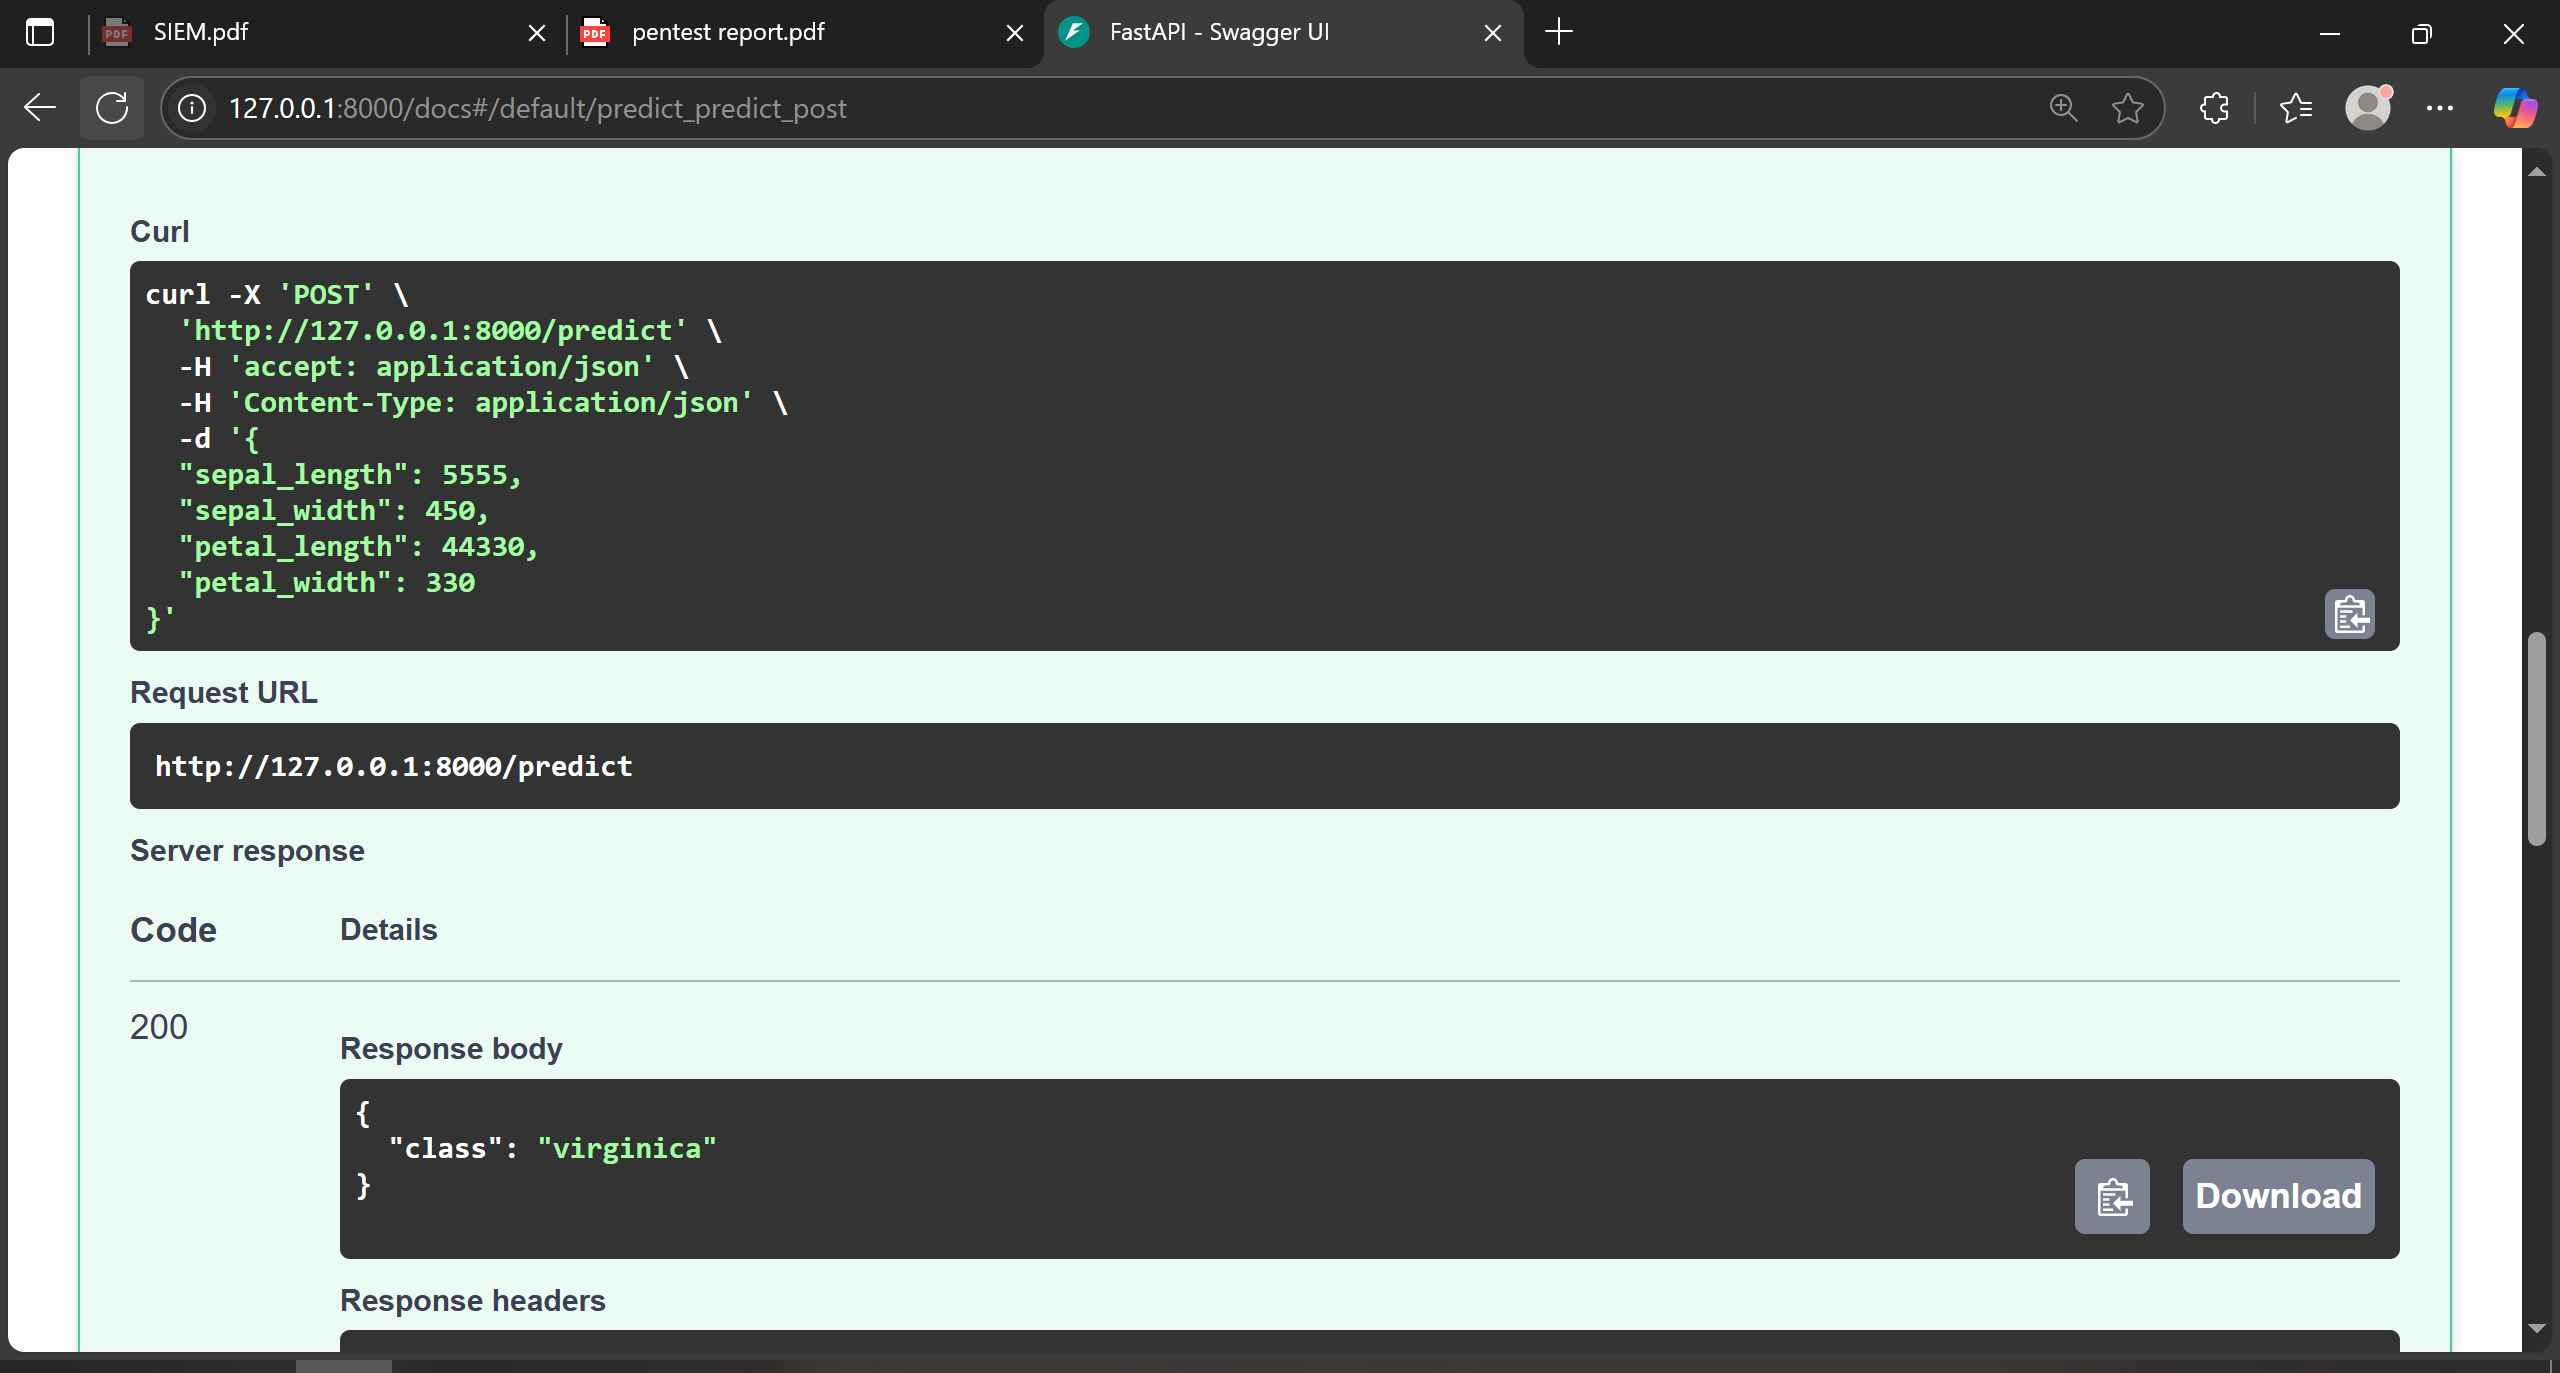 SIEM.pdf
pentest report.pdf
FastAPI - Swagger UI
127.0.0.1:8000/docs#/default/predict_predict_post
Curl
curl -X 'POST' \
  'http://127.0.0.1:8000/predict' \
  -H 'accept: application/json' \
  -H 'Content-Type: application/json' \
  -d '{
  "sepal_length": 5555,
  "sepal_width": 450,
  "petal_length": 44330,
  "petal_width": 330
}'
Request URL
http://127.0.0.1:8000/predict
Server response
Code Details
200
Response body
{
  "class": "virginica"
}
Download
Response headers